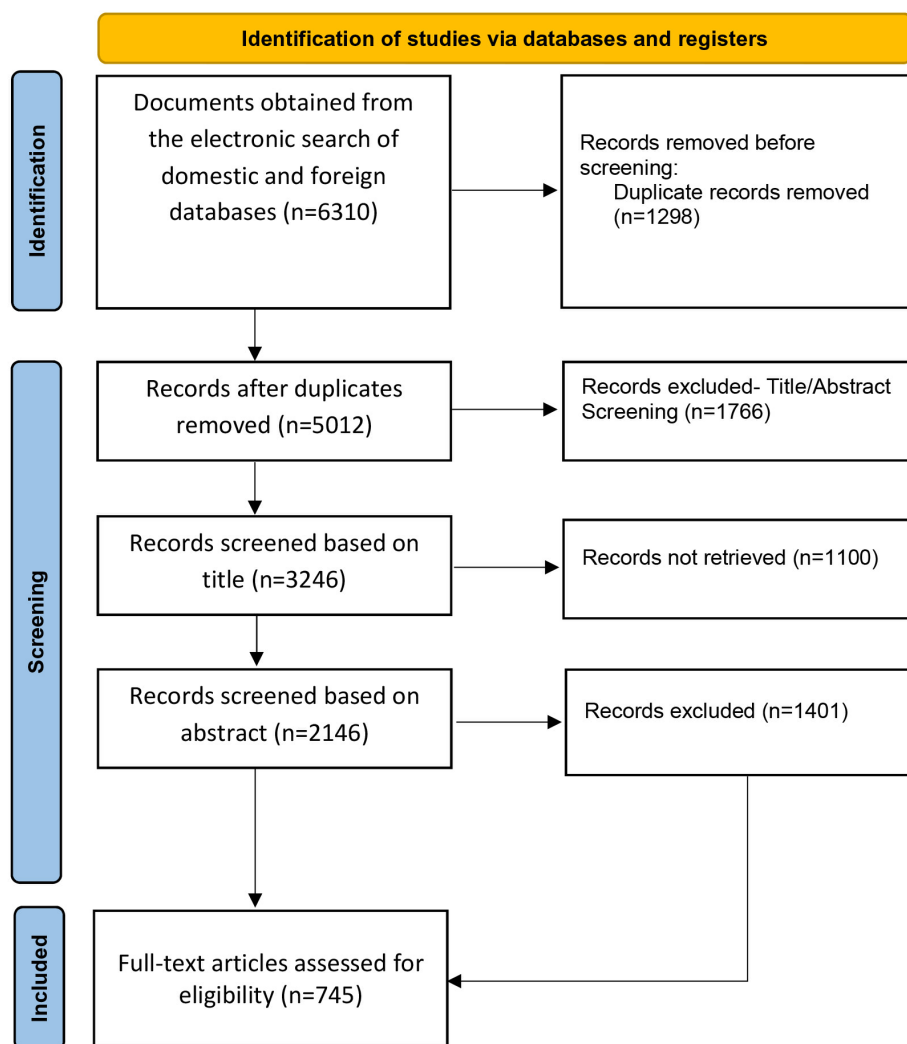 Identification of studies via databases and registers
Identification
Documents obtained from
the electronic search of
domestic and foreign
databases (n=6310)
Records removed before
screening:
Duplicate records removed
(n=1298)
Screening
Records after duplicates
removed (n=5012)
Records excluded- Title/Abstract
Screening (n=1766)
Records screened based on
title (n=3246)
Records not retrieved (n=1100)
Records screened based on
abstract (n=2146)
Records excluded (n=1401)
Included
Full-text articles assessed for
eligibility (n=745)